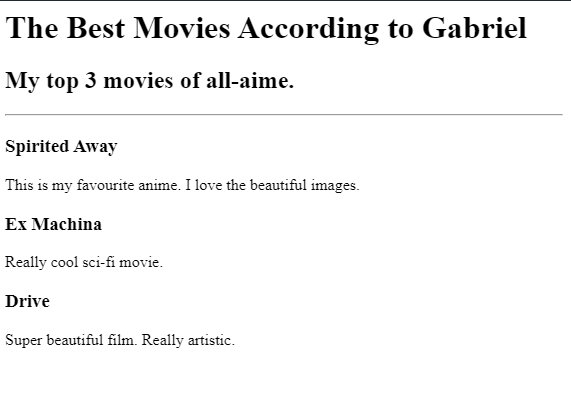 The Best Movies According to Gabriel
My top 3 movies of all-aime.
Spirited Away
This is my favourite anime. I love the beautiful images.
Ex Machina
Really cool sci-fi movie.
Drive
Super beautiful film. Really artistic.